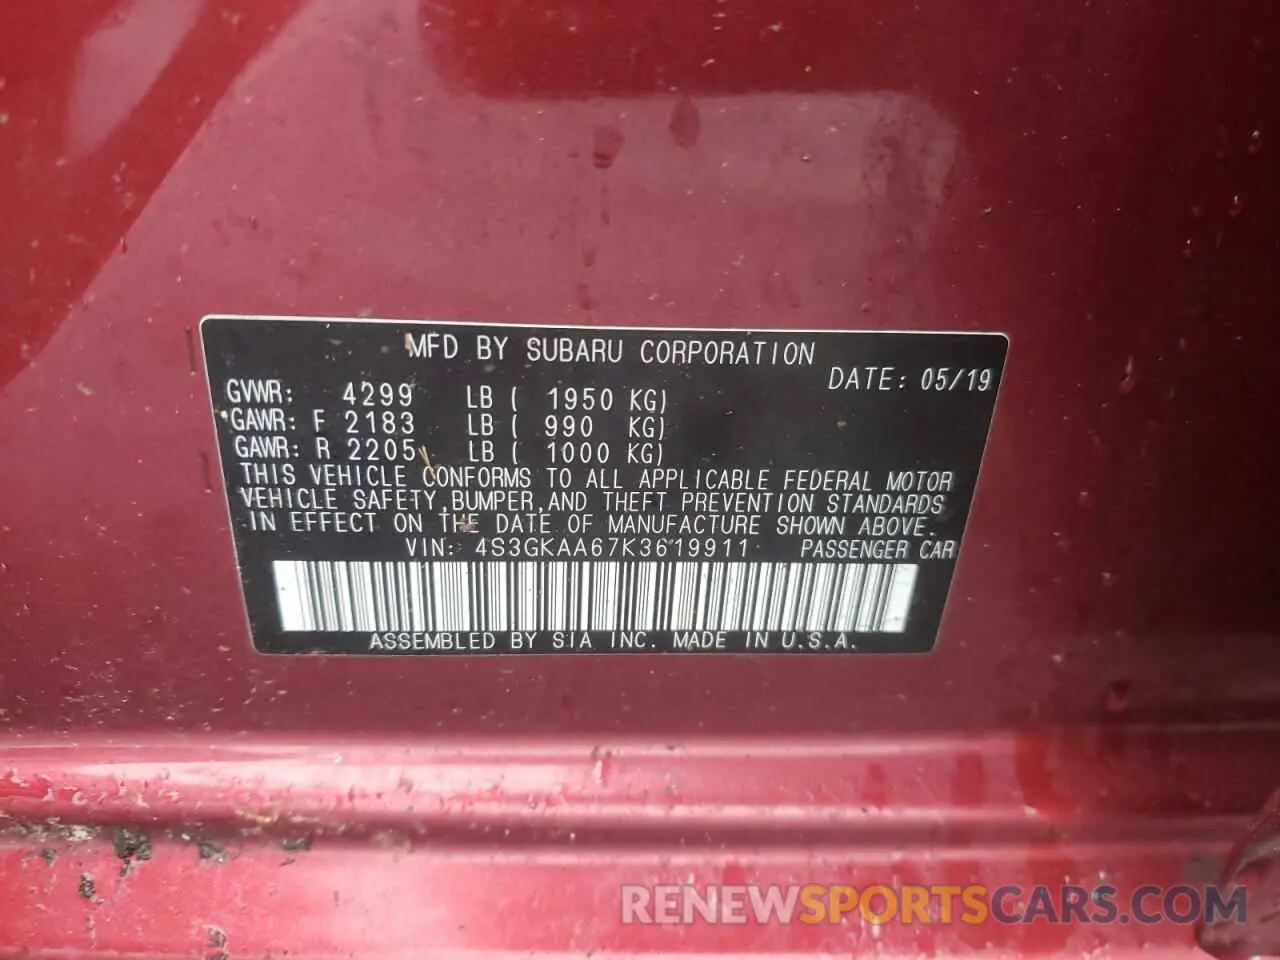 MFD BY SUBARU CORPORATION
DATE: 05/19
GVWR: 4299 LB ( 1950 KG)
GAWR: F 2183 LB ( 990 KG)
GAWR: R 2205 LB ( 1000 KG)
THIS VEHICLE CONFORMS TO ALL APPLICABLE FEDERAL MOTOR
VEHICLE SAFETY,BUMPER,AND THEFT PREVENTION STANDARDS
IN EFFECT ON THE DATE OF MANUFACTURE SHOWN ABOVE.
VIN: 4S3GKAA67K3619911 PASSENGER CAR
ASSEMBLED BY SIA INC. MADE IN U.S.A.
RENEWSPORTSCARS.COM